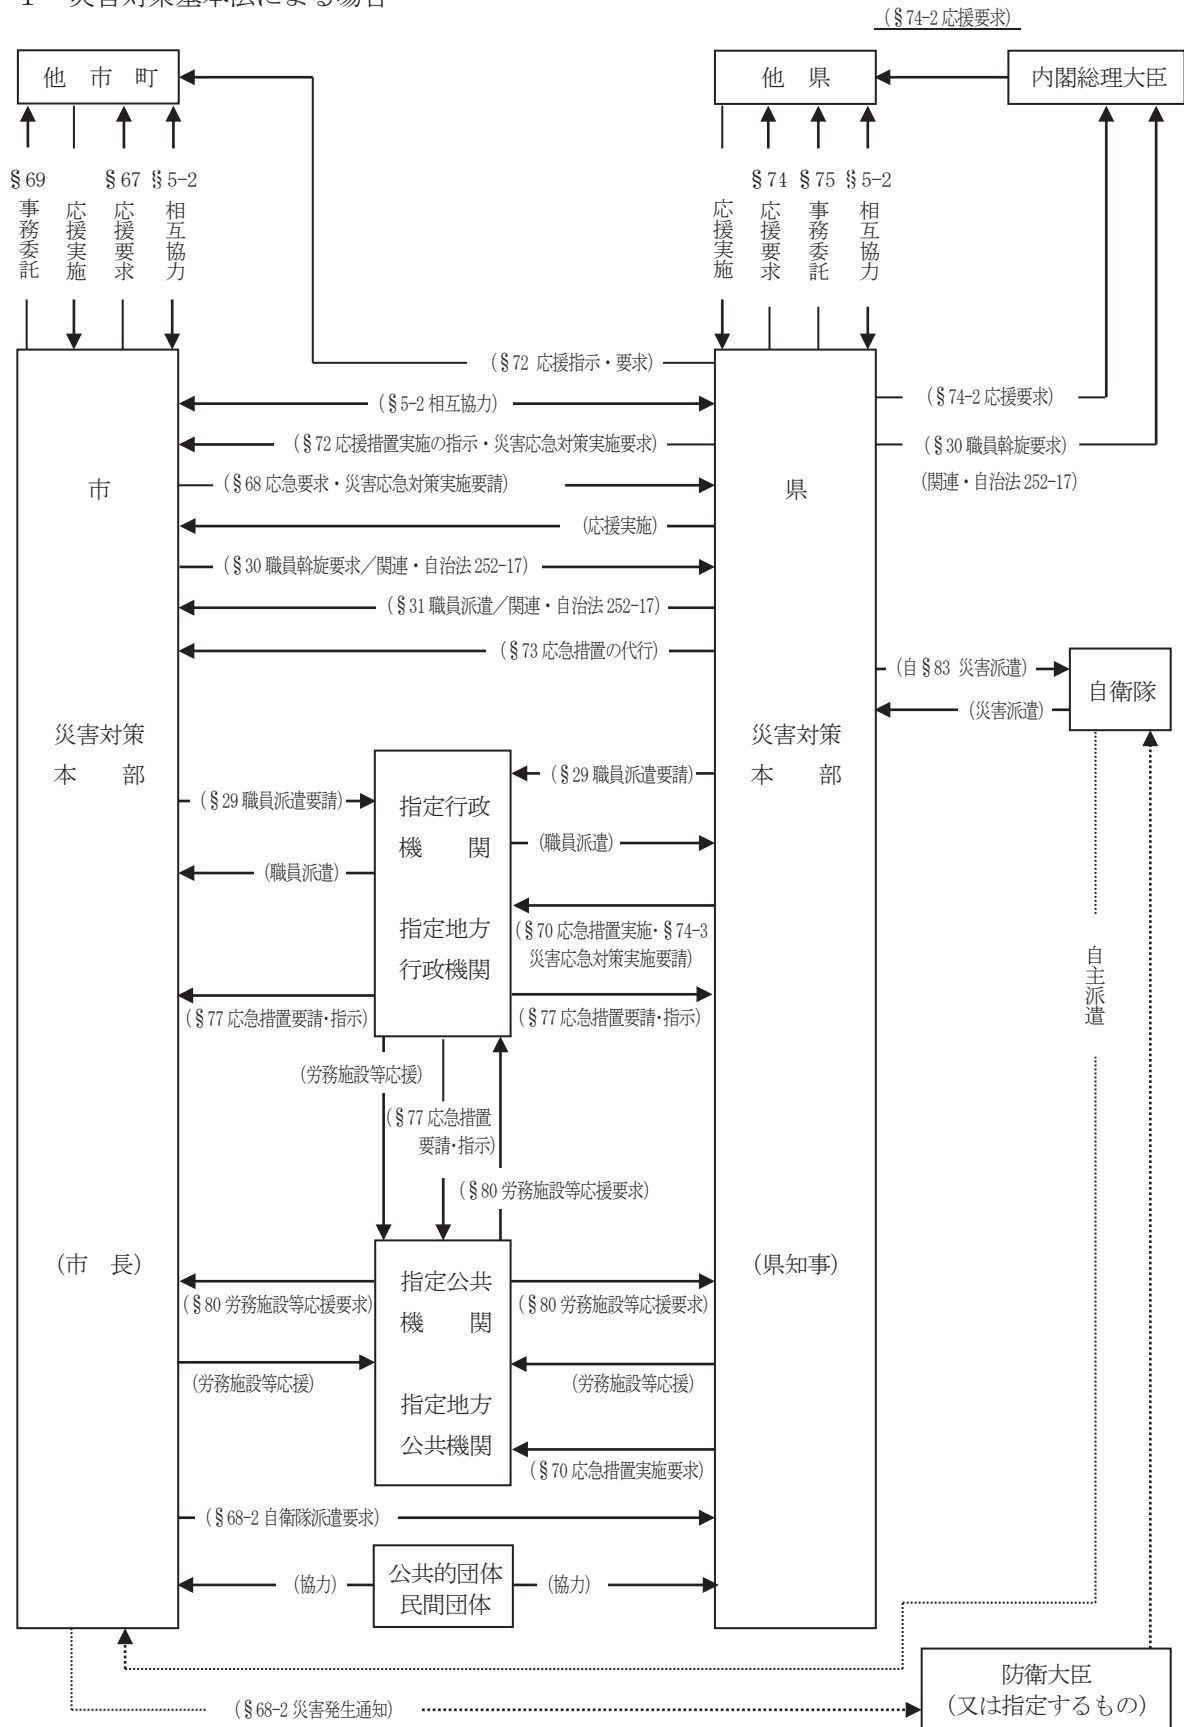 1 災害対策基本法による場合
(§74-2 応援要求)
他 市 町
他 県
内閣総理大臣
§69 事務委託
応援実施
§67 応援要求
§5-2 相互協力
応援実施
§74 応援要求
§75 事務委託
§5-2 相互協力
(§72 応援指示・要求)
(§5-2 相互協力)
(§74-2 応援要求)
(§72 応援措置実施の指示・災害応急対策実施要求)
(§30 職員斡旋要求)
市
(§68 応急要求・災害応急対策実施要請)
県
(関連・自治法 252-17)
(応援実施)
(§30 職員斡旋要求/関連・自治法 252-17)
(§31 職員派遣/関連・自治法 252-17)
(§73 応急措置の代行)
(自§83 災害派遣)
自衛隊
(災害派遣)
災害対策
本 部
災害対策
本 部
(§29 職員派遣要請)
(§29 職員派遣要請)
指定行政
機 関
(職員派遣)
(職員派遣)
指定地方
行政機関
(§70 応急措置実施・§74-3
災害応急対策実施要請)
自主派遣
(§77 応急措置要請・指示)
(§77 応急措置要請・指示)
(労務施設等応援)
(§77 応急措置
要請・指示)
(§80 労務施設等応援要求)
(市 長)
(県知事)
指定公共
機 関
(§80 労務施設等応援要求)
(§80 労務施設等応援要求)
(労務施設等応援)
(労務施設等応援)
指定地方
公共機関
(§70 応急措置実施要求)
(§68-2 自衛隊派遣要求)
(協力)
公共的団体
民間団体
(協力)
防衛大臣
(又は指定するもの)
(§68-2 災害発生通知)